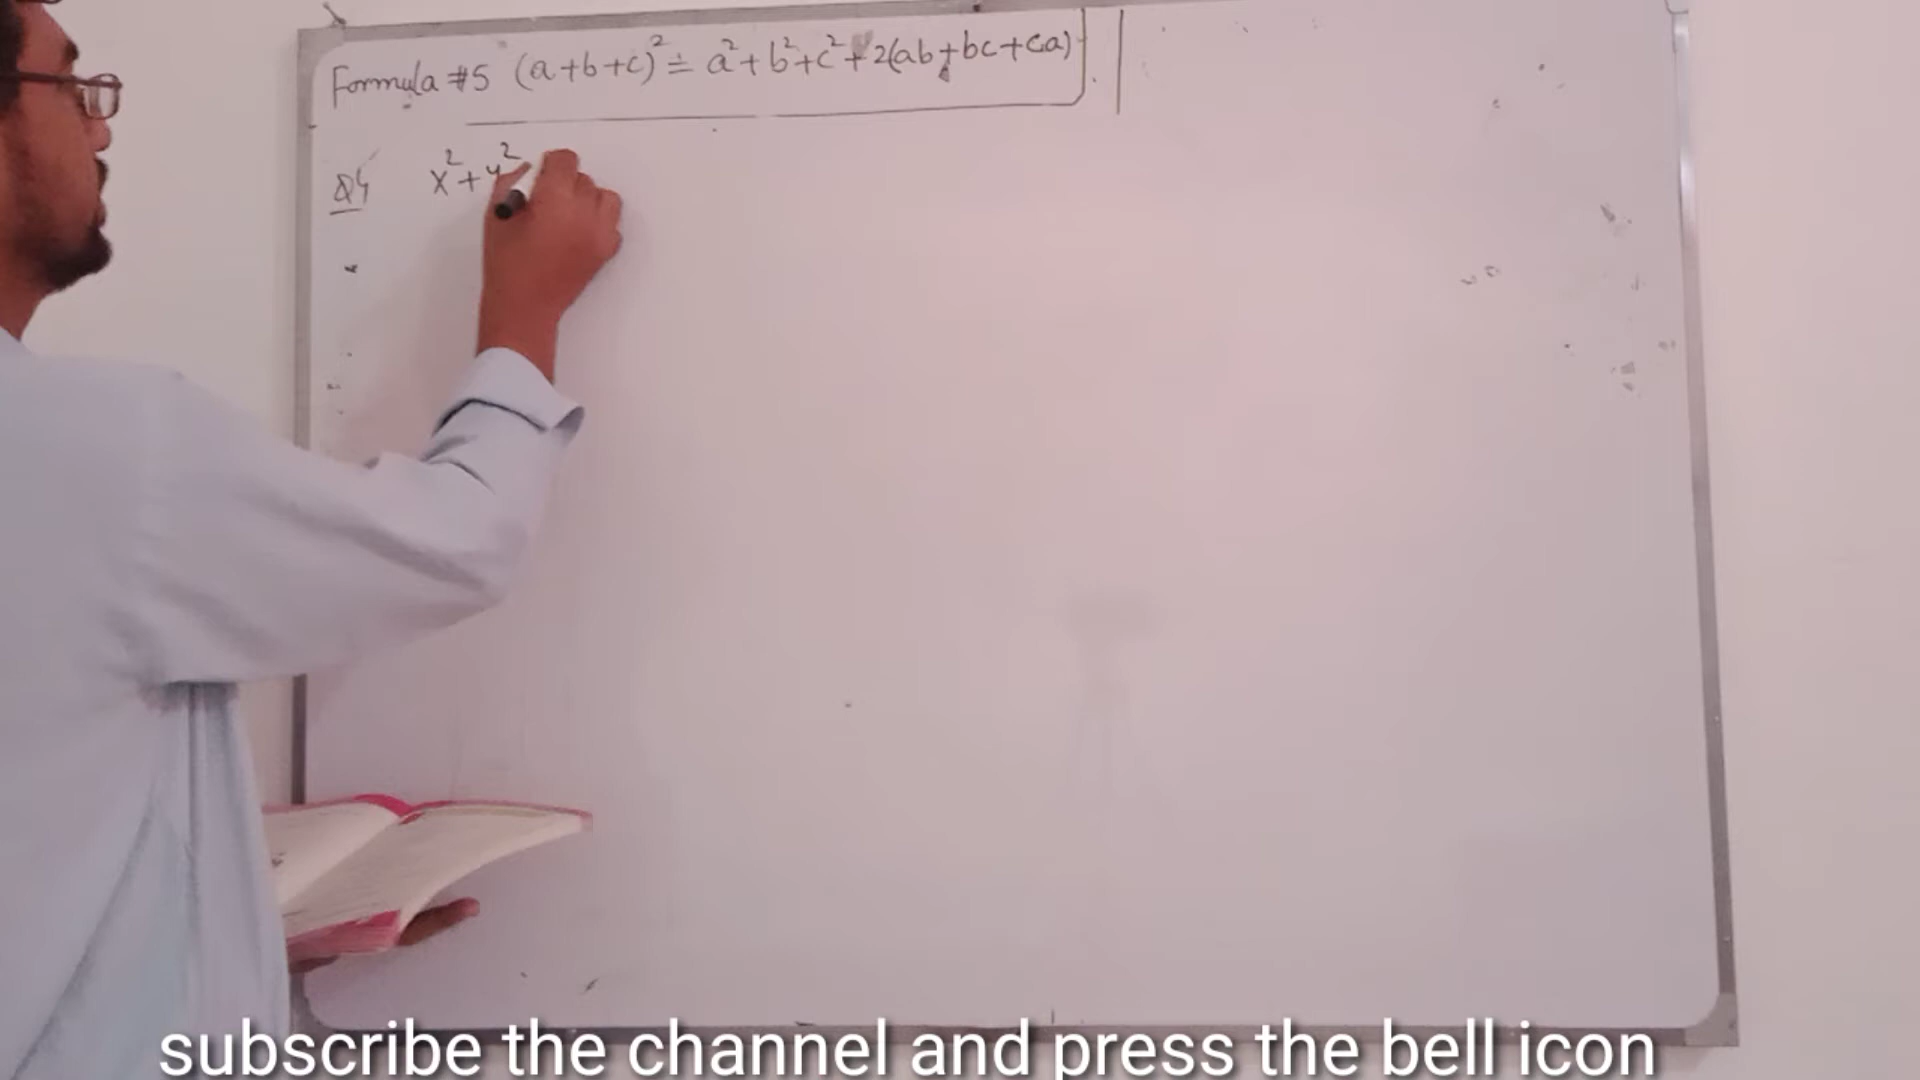 Formula #5 (a+b+c)² = a²+b²+c²+2(ab+bc+ca)
Q4 x²+y²
subscribe the channel and press the bell icon